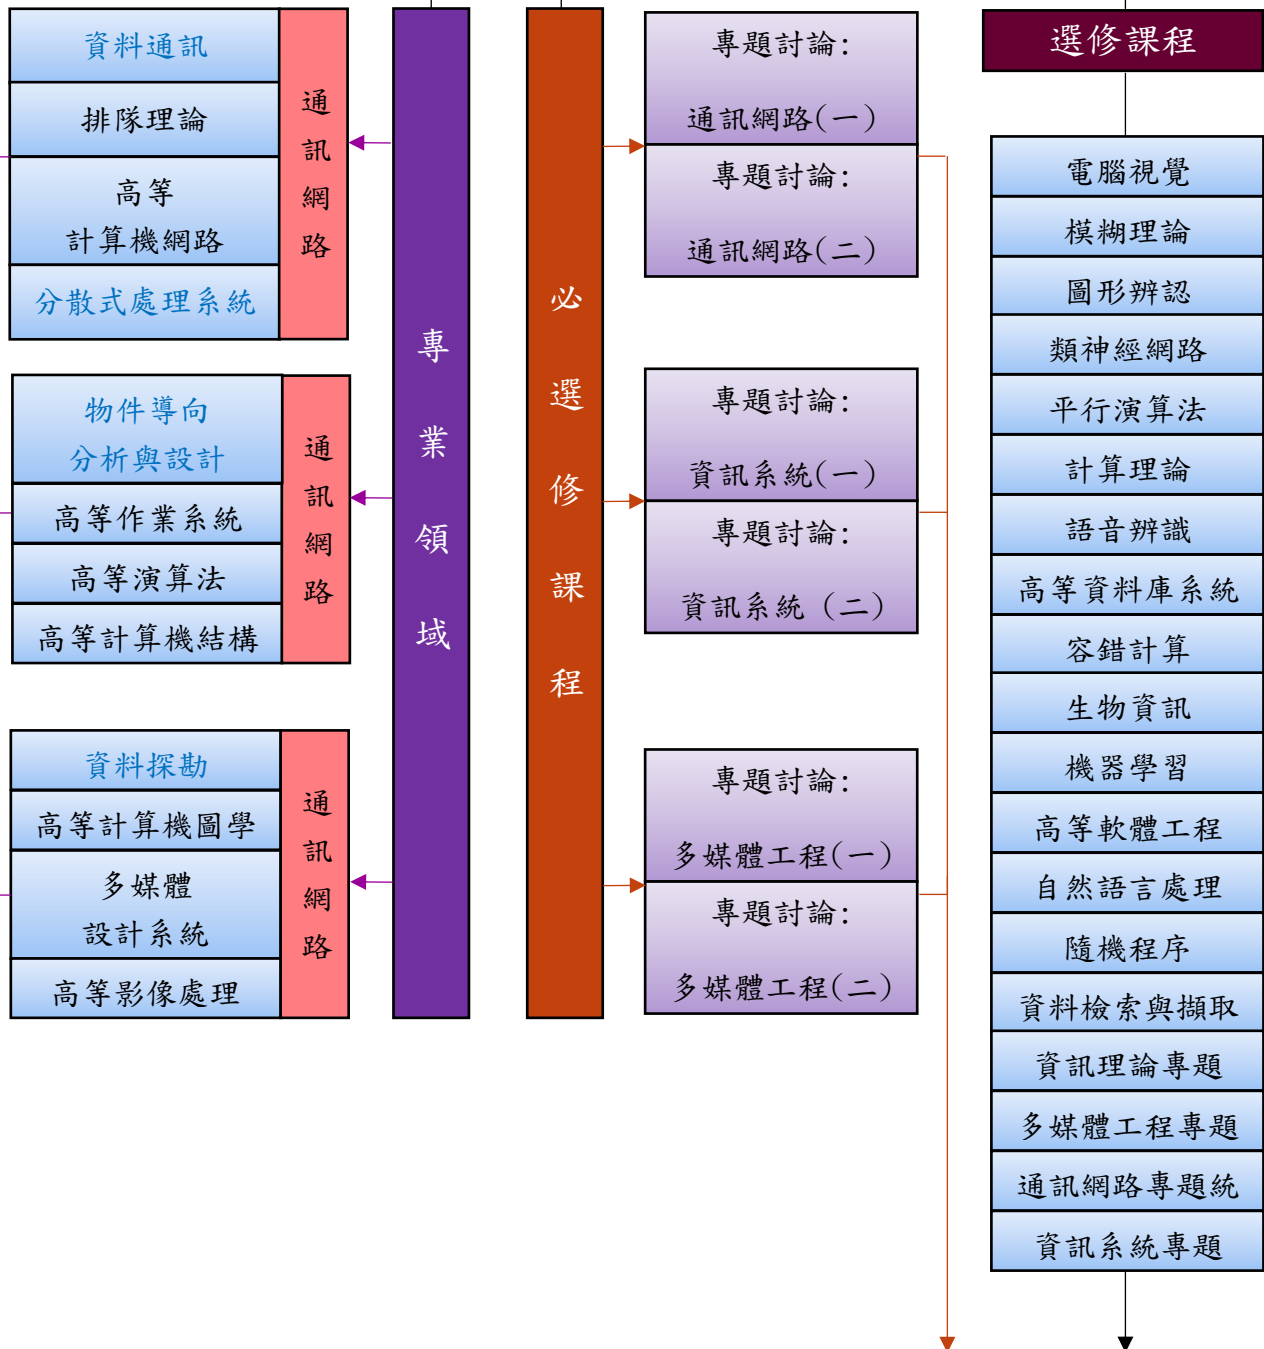 資料通訊
排隊理論
高等
計算機網路
分散式處理系統
通訊網路
物件導向
分析與設計
高等作業系統
高等演算法
高等計算機結構
通訊網路
資料探勘
高等計算機圖學
多媒體
設計系統
高等影像處理
通訊網路
專業領域
必選修課程
專題討論:
通訊網路(一)
專題討論:
通訊網路(二)
專題討論:
資訊系統(一)
專題討論:
資訊系統 (二)
專題討論:
多媒體工程(一)
專題討論:
多媒體工程(二)
選修課程
電腦視覺
模糊理論
圖形辨認
類神經網路
平行演算法
計算理論
語音辨識
高等資料庫系統
容錯計算
生物資訊
機器學習
高等軟體工程
自然語言處理
隨機程序
資料檢索與擷取
資訊理論專題
多媒體工程專題
通訊網路專題統
資訊系統專題